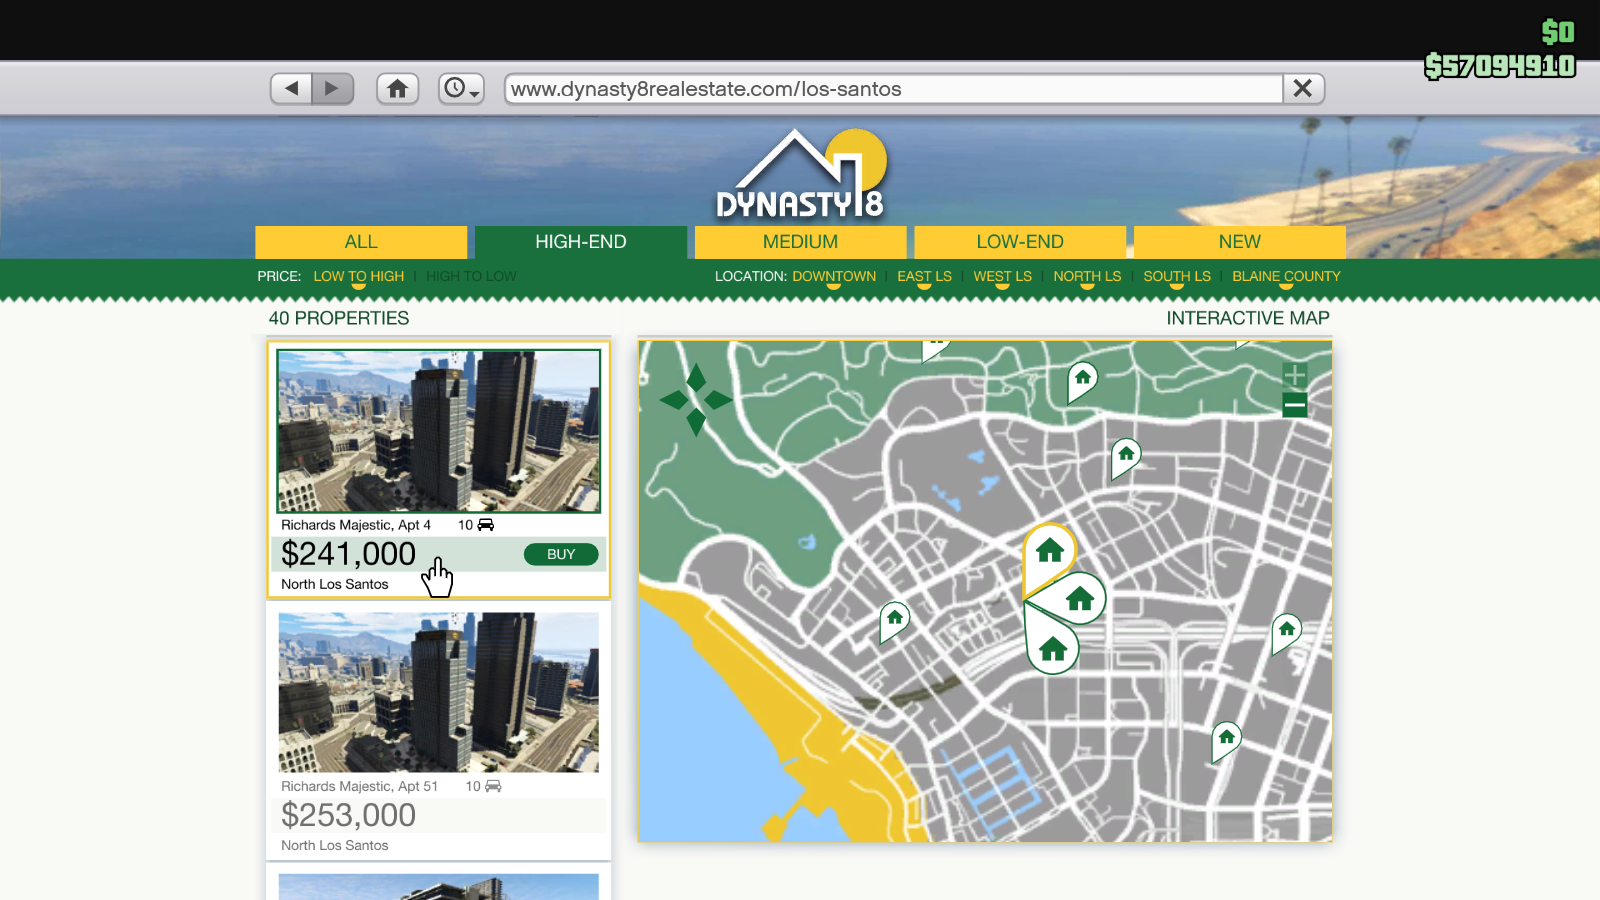 $0
$57094910
www.dynasty8realestate.com/los-santos
DYNASTY 8
ALL
HIGH-END
MEDIUM
LOW-END
NEW
PRICE: LOW TO HIGH | HIGH TO LOW
LOCATION: DOWNTOWN | EAST LS | WEST LS | NORTH LS | SOUTH LS | BLAINE COUNTY
40 PROPERTIES
INTERACTIVE MAP
Richards Majestic, Apt 4 10
$241,000 BUY
North Los Santos
Richards Majestic, Apt 51 10
$253,000
North Los Santos